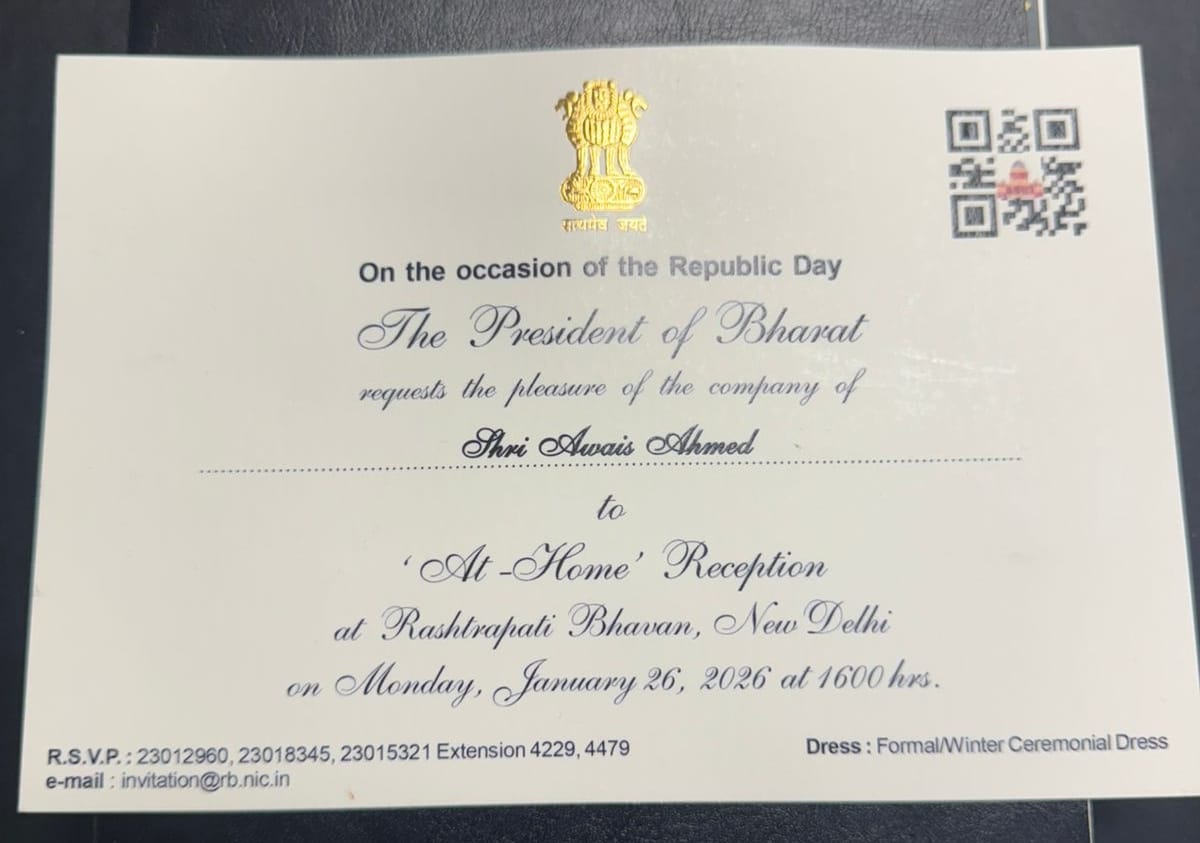 सत्यमेव जयते
On the occasion of the Republic Day
The President of Bharat
requests the pleasure of the company of
Shri Awais Ahmed
to
‘At-Home’ Reception
at Rashtrapati Bhavan, New Delhi
on Monday, January 26, 2026 at 1600 hrs.
R.S.V.P. : 23012960, 23018345, 23015321 Extension 4229, 4479
e-mail : invitation@rb.nic.in
Dress : Formal/Winter Ceremonial Dress